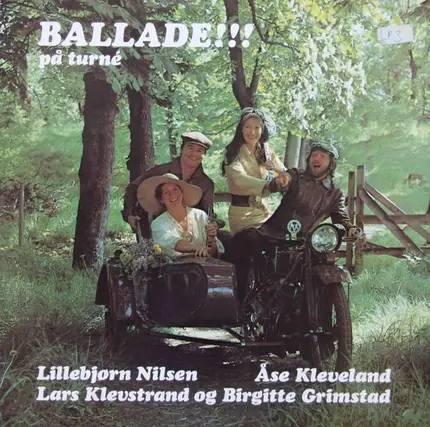 BALLADE!!!
på turné
Lillebjørn Nilsen Åse Kleveland
Lars Klevstrand og Birgitte Grimstad